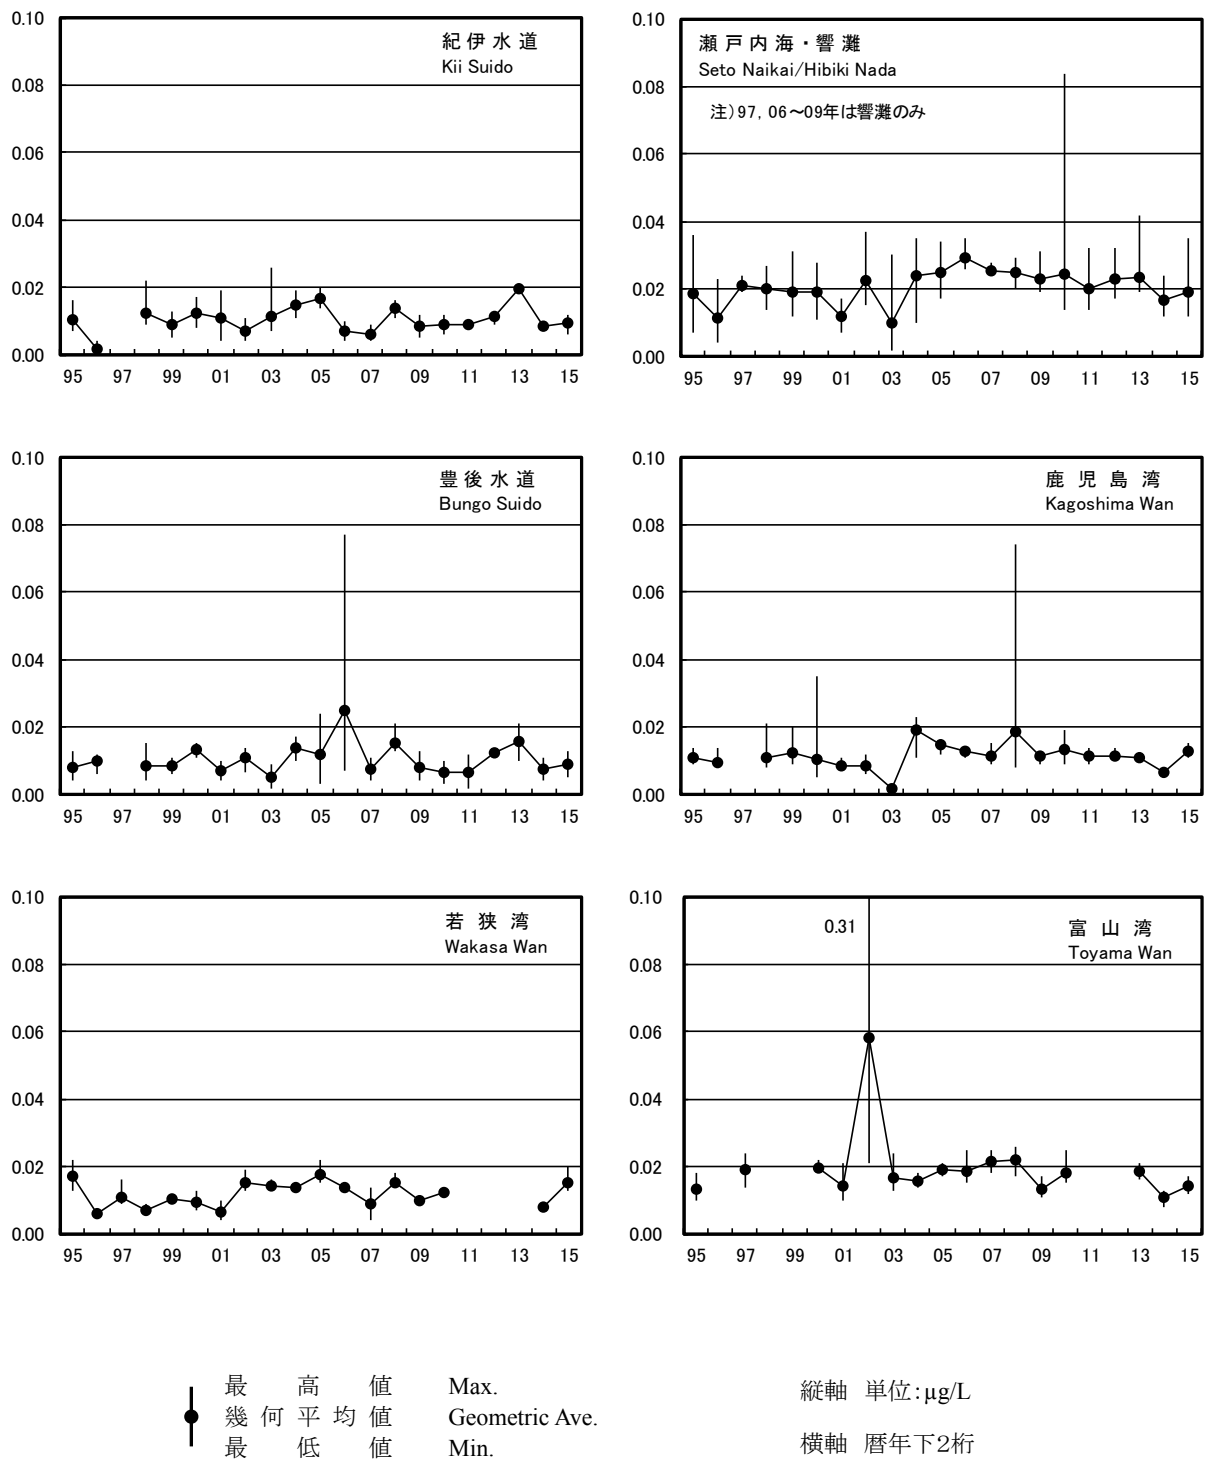 紀伊水道
Kii Suido
0.10
0.08
0.06
0.04
0.02
0.00
95 97 99 01 03 05 07 09 11 13 15
瀬戸内海・響灘
Seto Naikai/Hibiki Nada
注)97, 06～09年は響灘のみ
0.10
0.08
0.06
0.04
0.02
0.00
95 97 99 01 03 05 07 09 11 13 15
豊後水道
Bungo Suido
0.10
0.08
0.06
0.04
0.02
0.00
95 97 99 01 03 05 07 09 11 13 15
鹿児島湾
Kagoshima Wan
0.10
0.08
0.06
0.04
0.02
0.00
95 97 99 01 03 05 07 09 11 13 15
若狭湾
Wakasa Wan
0.10
0.08
0.06
0.04
0.02
0.00
95 97 99 01 03 05 07 09 11 13 15
富山湾
Toyama Wan
0.31
0.10
0.08
0.06
0.04
0.02
0.00
95 97 99 01 03 05 07 09 11 13 15
最高値 Max.
幾何平均値 Geometric Ave.
最低値 Min.
縦軸 単位:µg/L
横軸 暦年下2桁